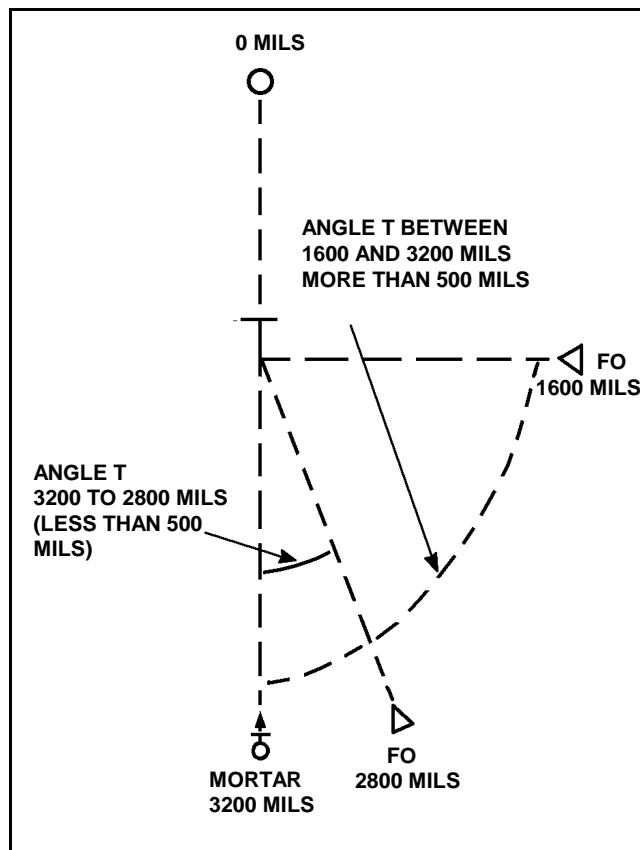 0 MILS
ANGLE T BETWEEN
1600 AND 3200 MILS
MORE THAN 500 MILS
FO
1600 MILS
ANGLE T
3200 TO 2800 MILS
(LESS THAN 500
MILS)
MORTAR
3200 MILS
FO
2800 MILS